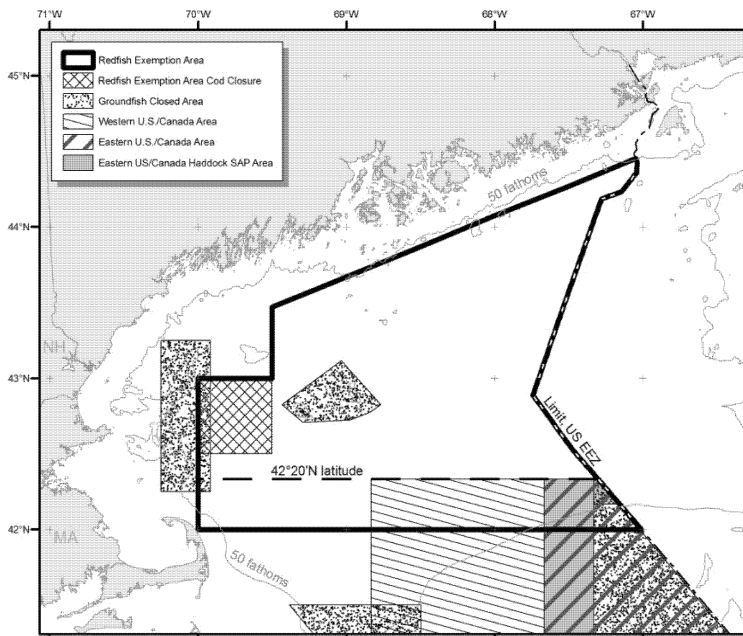 71°W 70°W 69°W 68°W 67°W
45°N
44°N
43°N
42°N
Redfish Exemption Area
Redfish Exemption Area Cod Closure
Groundfish Closed Area
Western U.S./Canada Area
Eastern U.S./Canada Area
Eastern US/Canada Haddock SAP Area
50 fathoms
NH
Limit, US EEZ
42°20'N latitude
MA
50 fathoms